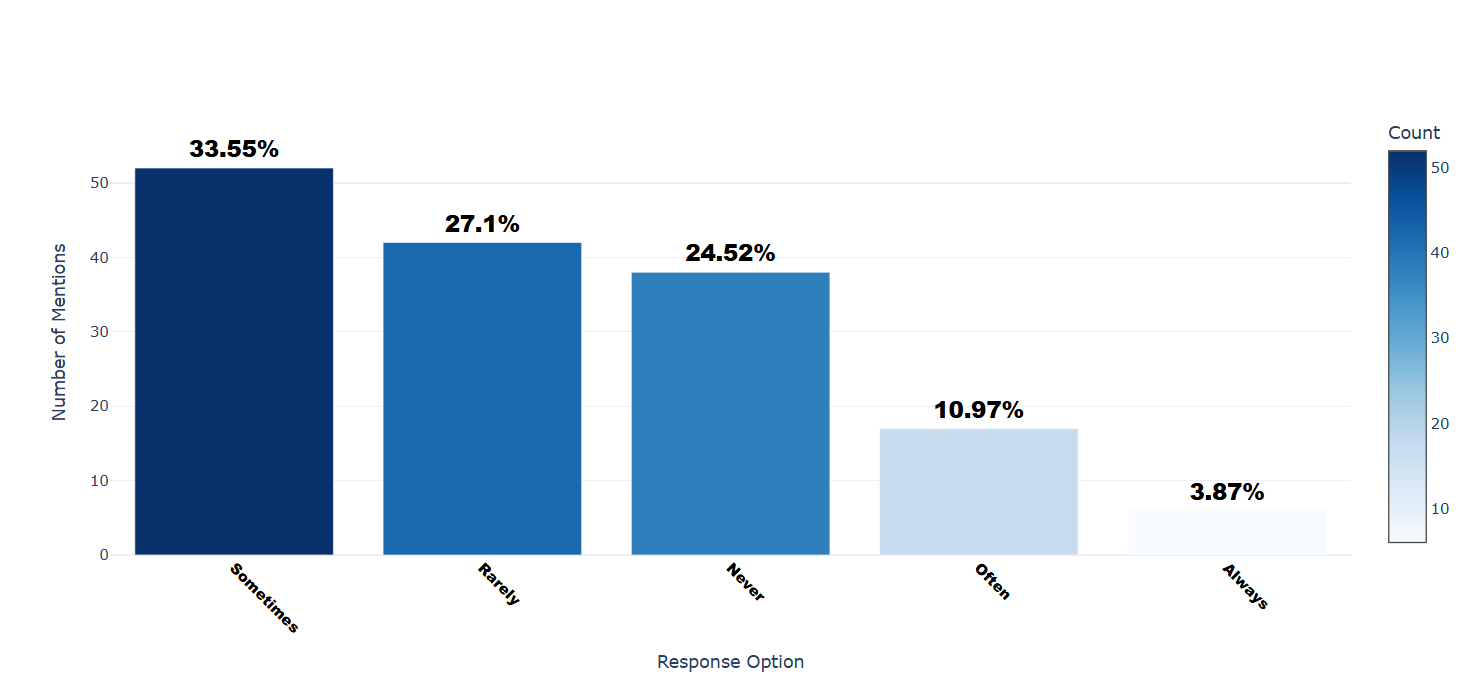 33.55%
27.1%
24.52%
10.97%
3.87%
Number of Mentions
50
40
30
20
10
0
Sometimes
Rarely
Never
Often
Always
Response Option
Count
50
40
30
20
10